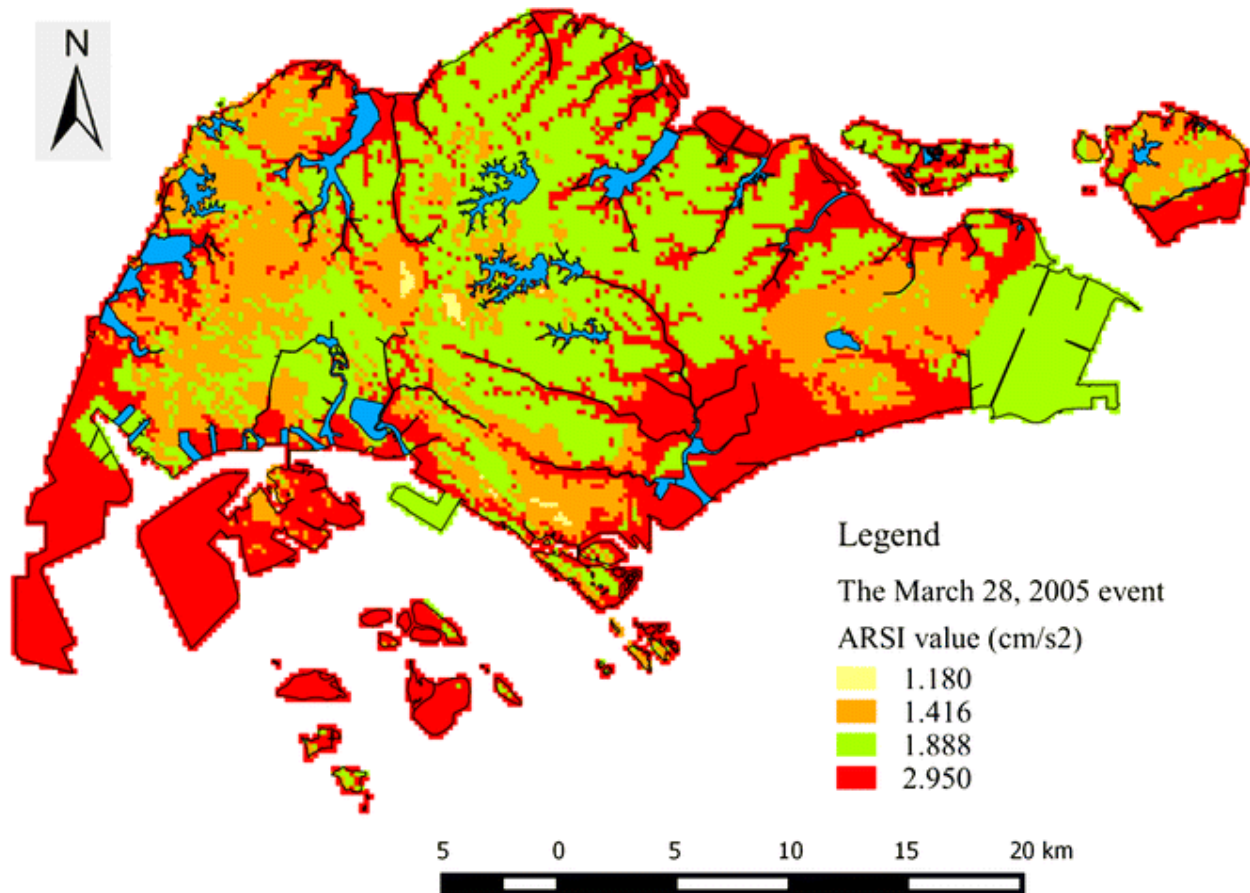 N
Legend
The March 28, 2005 event
ARSI value (cm/s2)
1.180
1.416
1.888
2.950
5 0 5 10 15 20 km